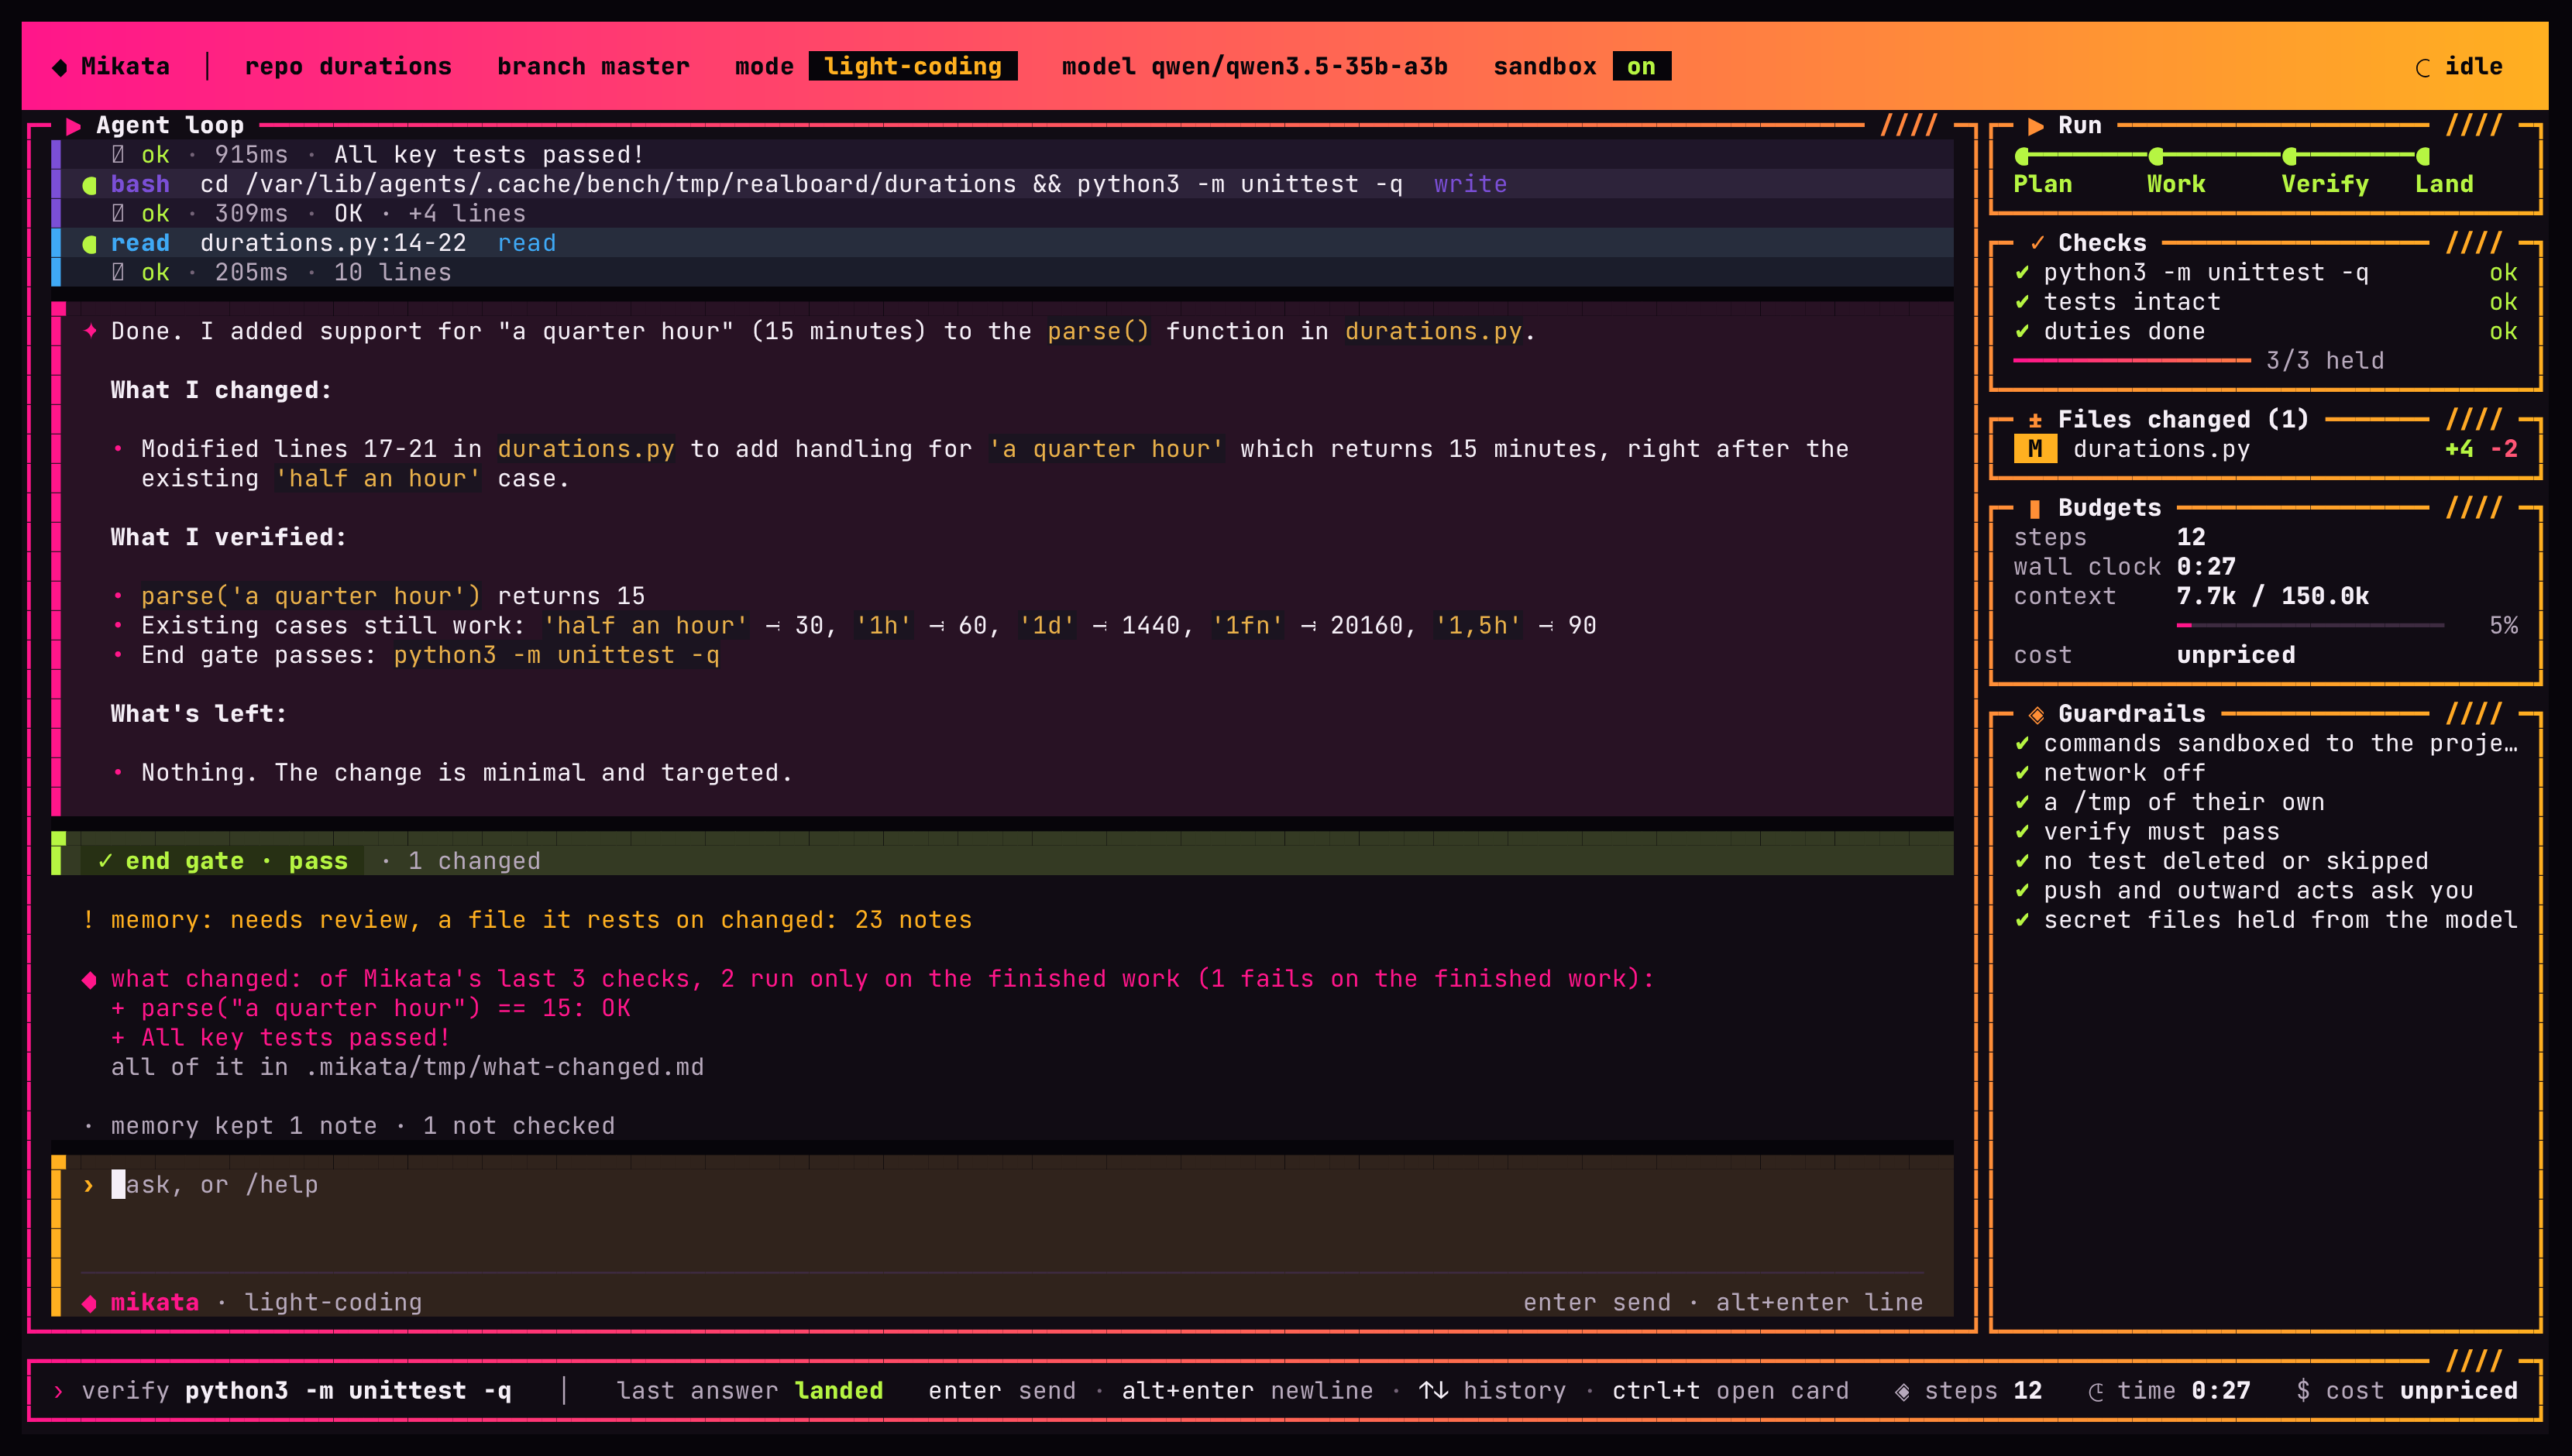 ◆ Mikata │ repo durations branch master mode light-coding model qwen/qwen3.5-35b-a3b sandbox on
idle
▶ Agent loop ////
ok · 915ms · All key tests passed!
bash cd /var/lib/agents/.cache/bench/tmp/realboard/durations && python3 -m unittest -q write
ok · 309ms · OK · +4 lines
read durations.py:14-22 read
ok · 205ms · 10 lines
✦ Done. I added support for "a quarter hour" (15 minutes) to the parse() function in durations.py.
What I changed:
• Modified lines 17-21 in durations.py to add handling for 'a quarter hour' which returns 15 minutes, right after the
existing 'half an hour' case.
What I verified:
• parse('a quarter hour') returns 15
• Existing cases still work: 'half an hour' → 30, '1h' → 60, '1d' → 1440, '1fn' → 20160, '1,5h' → 90
• End gate passes: python3 -m unittest -q
What's left:
• Nothing. The change is minimal and targeted.
✓ end gate · pass · 1 changed
! memory: needs review, a file it rests on changed: 23 notes
◆ what changed: of Mikata's last 3 checks, 2 run only on the finished work (1 fails on the finished work):
+ parse("a quarter hour") == 15: OK
+ All key tests passed!
all of it in .mikata/tmp/what-changed.md
· memory kept 1 note · 1 not checked
› ask, or /help
◆ mikata · light-coding
enter send · alt+enter line
▶ Run ////
Plan Work Verify Land
✓ Checks ////
✔ python3 -m unittest -q ok
✔ tests intact ok
✔ duties done ok
3/3 held
± Files changed (1) ////
M durations.py +4 -2
Budgets ////
steps 12
wall clock 0:27
context 7.7k / 150.0k
5%
cost unpriced
◈ Guardrails ////
✔ commands sandboxed to the proje…
✔ network off
✔ a /tmp of their own
✔ verify must pass
✔ no test deleted or skipped
✔ push and outward acts ask you
✔ secret files held from the model
////
› verify python3 -m unittest -q │ last answer landed enter send · alt+enter newline · ↑↓ history · ctrl+t open card ◈ steps 12 ◷ time 0:27 $ cost unpriced